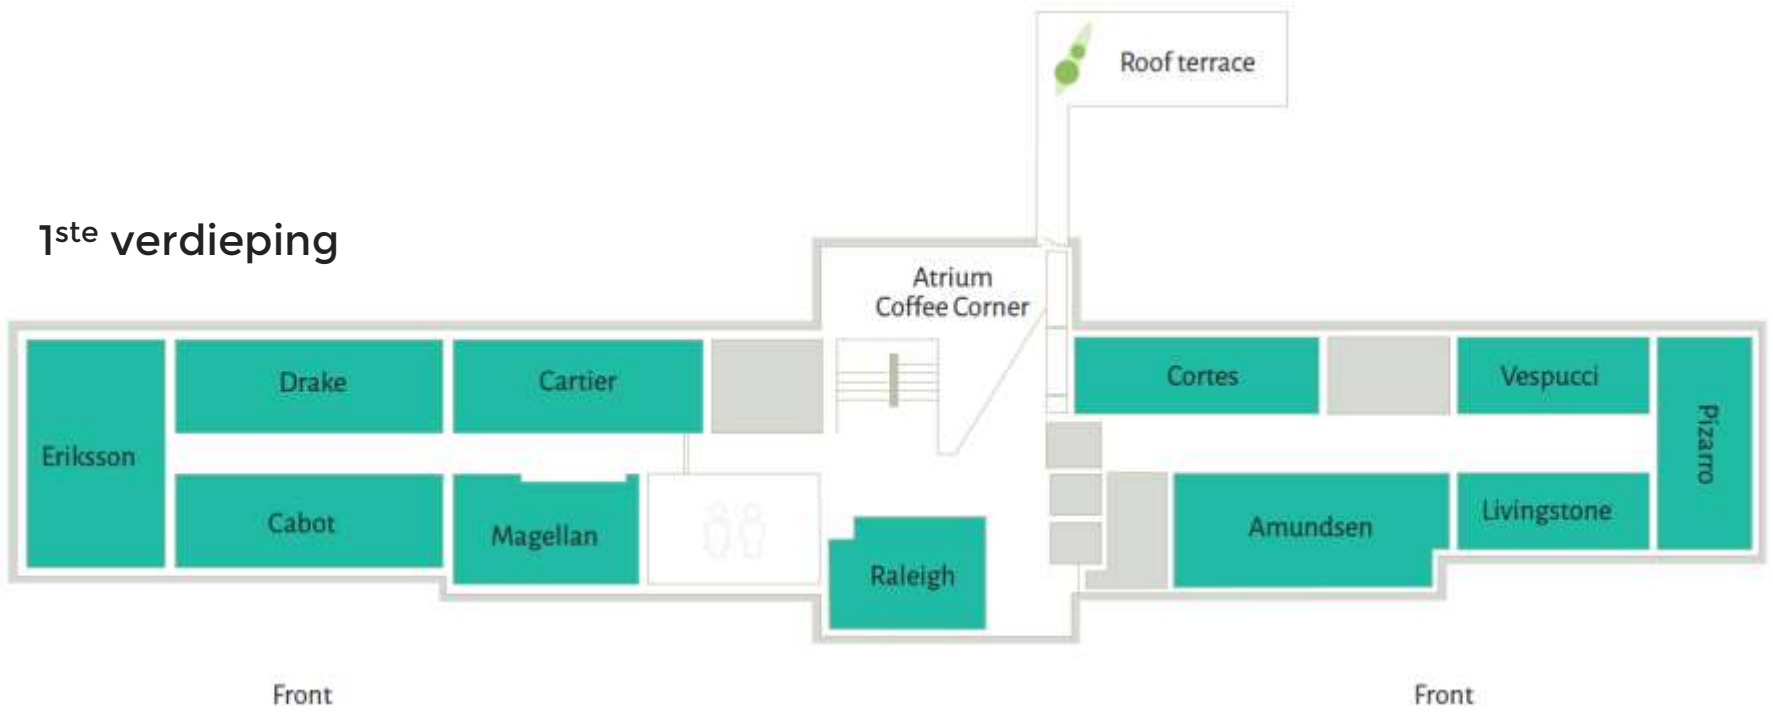 Roof terrace
1ste verdieping
Atrium
Coffee Corner
Drake
Cartier
Cortes
Vespucci
Eriksson
Pizarro
Cabot
Magellan
Raleigh
Amundsen
Livingstone
Front
Front